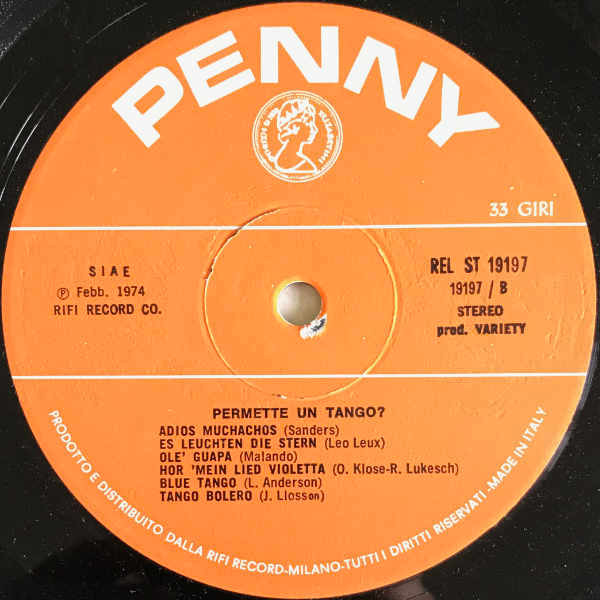 PENNY
33 GIRI
SIAE
Ⓟ Febb. 1974
RIFI RECORD CO.
REL ST 19197
19197 / B
STEREO
prod. VARIETY
PERMETTE UN TANGO?
ADIOS MUCHACHOS (Sanders)
ES LEUCHTEN DIE STERN (Leo Leux)
OLE' GUAPA (Malando)
HOR 'MEIN LIED VIOLETTA (O. Klose-R. Lukesch)
BLUE TANGO (L. Anderson)
TANGO BOLERO (J. Llosson)
PRODOTTO E DISTRIBUITO DALLA RIFI RECORD-MILANO-TUTTI I DIRITTI RISERVATI-MADE IN ITALY